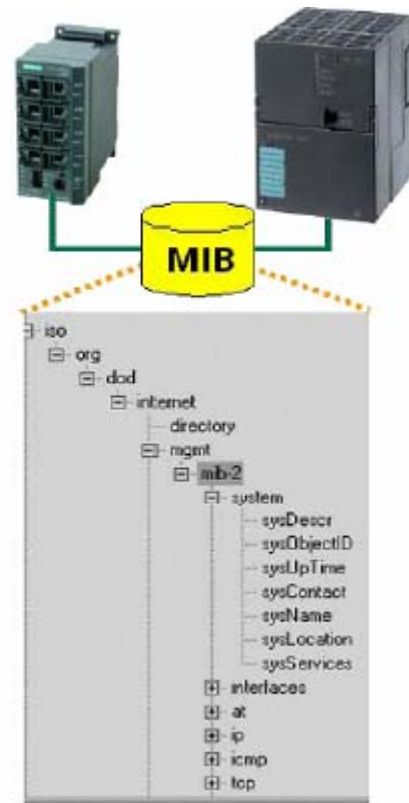 MIB
iso
org
dod
internet
directory
mgmt
mib-2
system
sysDescr
sysObjectID
sysUpTime
sysContact
sysName
sysLocation
sysServices
interfaces
at
ip
icmp
tcp